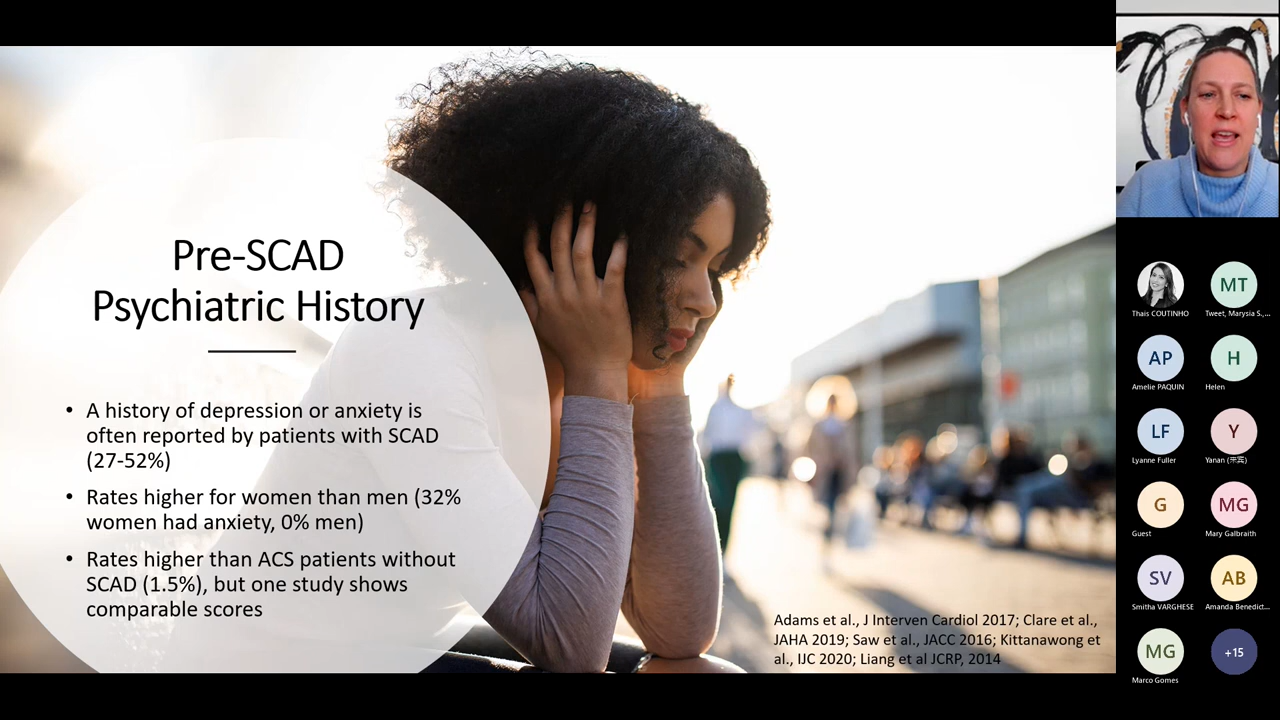 Pre-SCAD
Psychiatric History
• A history of depression or anxiety is
often reported by patients with SCAD
(27-52%)
• Rates higher for women than men (32%
women had anxiety, 0% men)
• Rates higher than ACS patients without
SCAD (1.5%), but one study shows
comparable scores
Adams et al., J Interven Cardiol 2017; Clare et al.,
JAHA 2019; Saw et al., JACC 2016; Kittanawong et
al., IJC 2020; Liang et al JCRP, 2014
Thais COUTINHO
MT
Tweet, Marysia S.,...
AP
Amelie PAQUIN
H
Helen
LF
Lyanne Fuller
Y
Yanan
G
Guest
MG
Mary Galbraith
SV
Smitha VARGHESE
AB
Amanda Benedict...
MG
Marco Gomes
+15